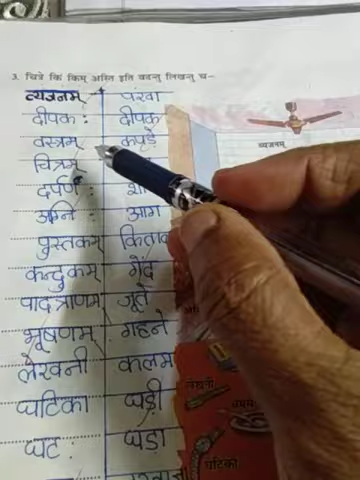 3. चित्रे किं किम् अस्ति इति वदन्तु लिखन्तु च–
व्यजनम् पंखा
दीपकः दीपक
वस्त्रम् कपड़े
चित्रम्
दर्पणः
अग्नि आग
पुस्तकम् किताब
कन्दुकम् गेंद
पादत्राणम् जूते
भूषणम् गहने
लेखनी कलम
घटिका घड़ी
घटः घड़ा
व्यजनम्
लेखनी
घटिका